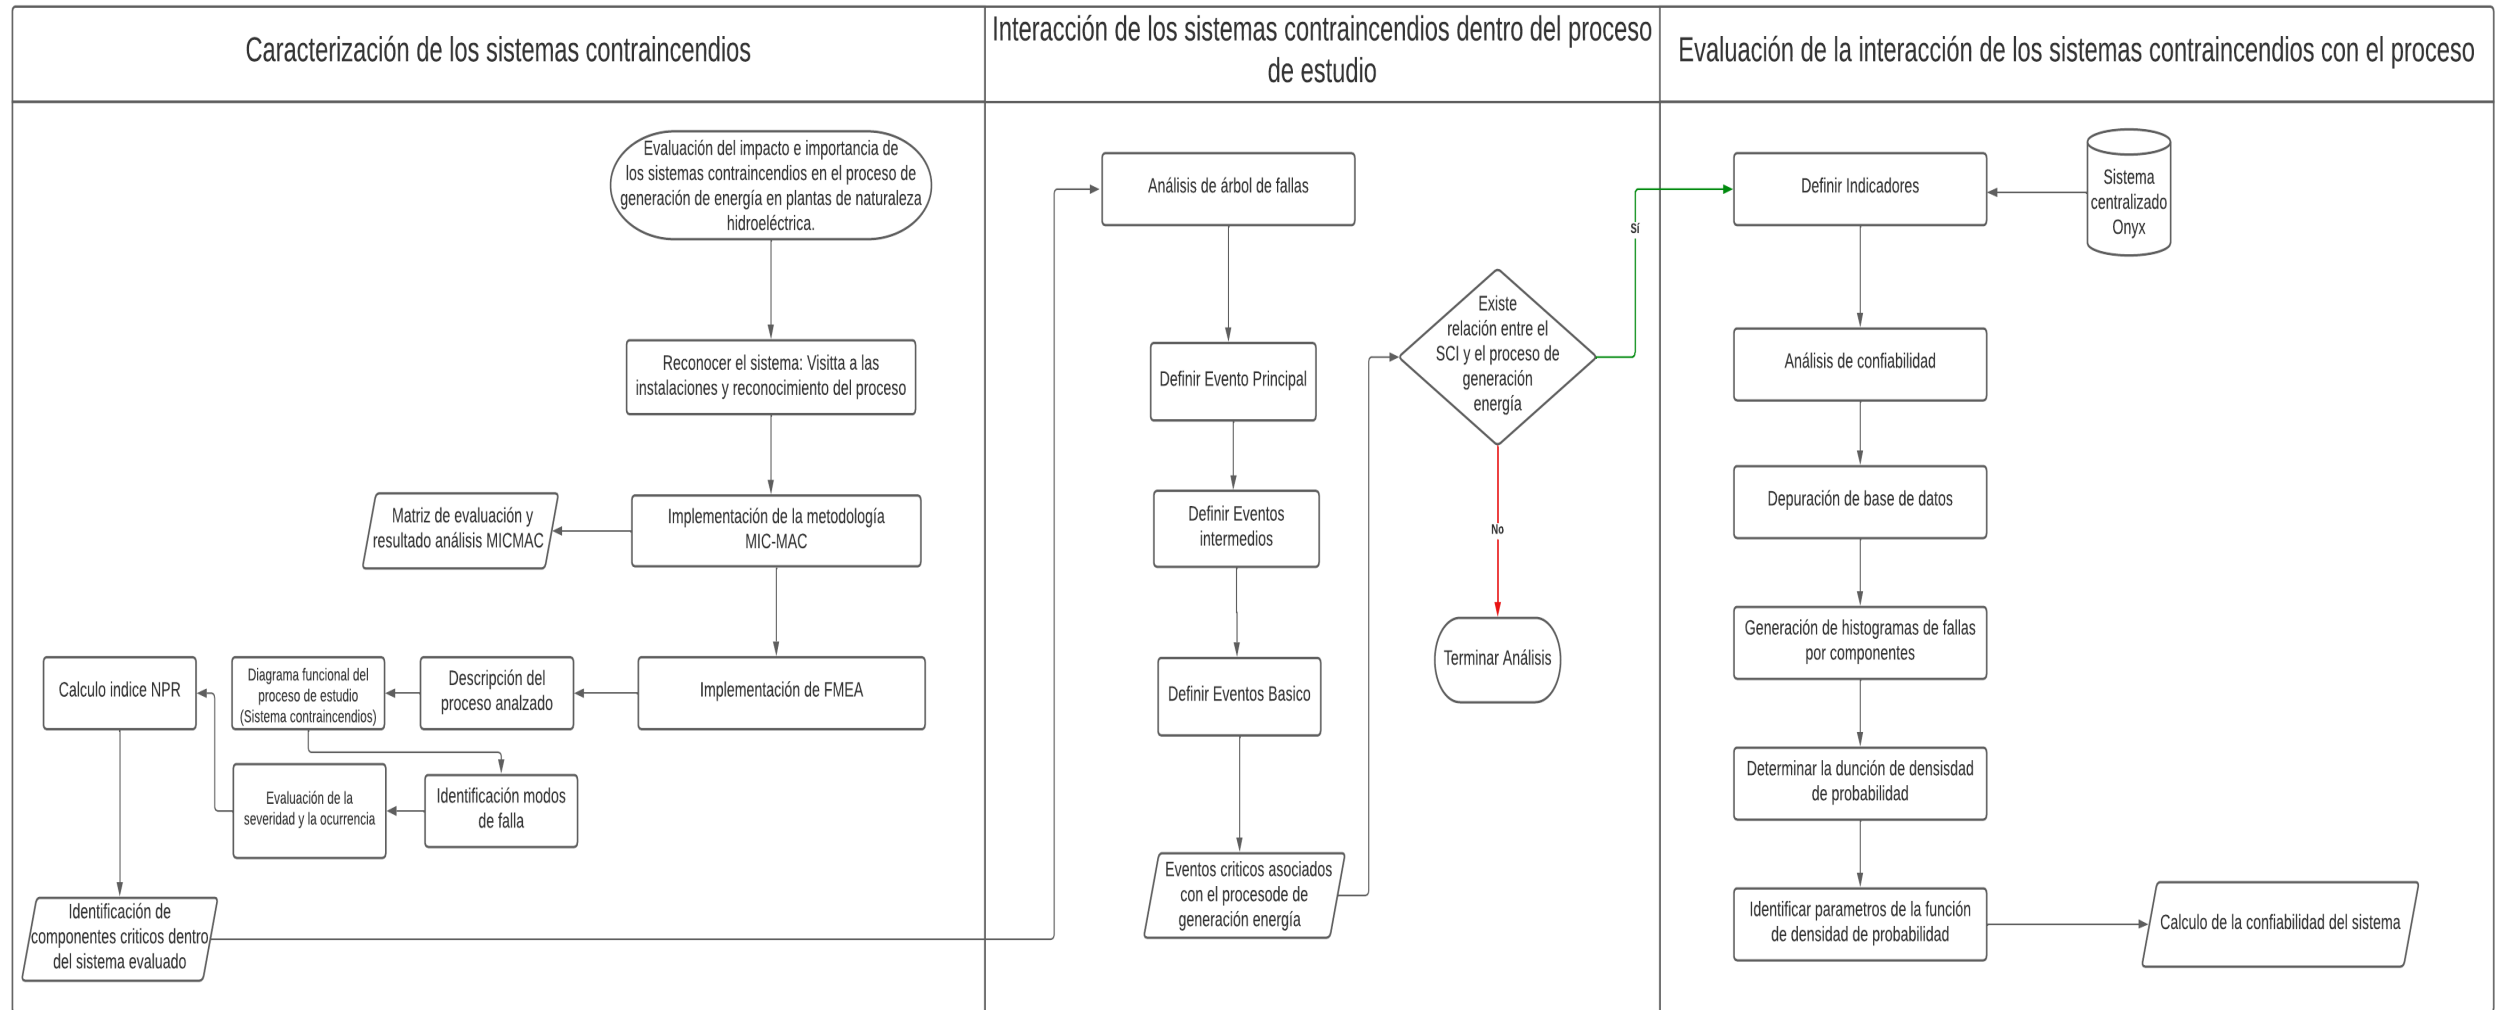 Caracterización de los sistemas contraincendios
Interacción de los sistemas contraincendios dentro del proceso
de estudio
Evaluación de la interacción de los sistemas contraincendios con el proceso
Evaluación del impacto e importancia de
los sistemas contraincendios en el proceso de
generación de energía en plantas de naturaleza
hidroeléctrica.
Reconocer el sistema: Visitta a las
instalaciones y reconocimiento del proceso
Implementación de la metodología
MIC-MAC
Matriz de evaluación y
resultado análisis MICMAC
Implementación de FMEA
Descripción del
proceso analzado
Diagrama funcional del
proceso de estudio
(Sistema contraincendios)
Calculo indice NPR
Identificación modos
de falla
Evaluación de la
severidad y la ocurrencia
Identificación de
componentes criticos dentro
del sistema evaluado
Análisis de árbol de fallas
Definir Evento Principal
Definir Eventos
intermedios
Definir Eventos Basico
Eventos criticos asociados
con el procesode de
generación energía
Existe
relación entre el
SCI y el proceso de
generación
energía
Sí
No
Terminar Análisis
Definir Indicadores
Sistema
centralizado
Onyx
Análisis de confiabilidad
Depuración de base de datos
Generación de histogramas de fallas
por componentes
Determinar la dunción de densisdad
de probabilidad
Identificar parametros de la función
de densidad de probabilidad
Calculo de la confiabilidad del sistema